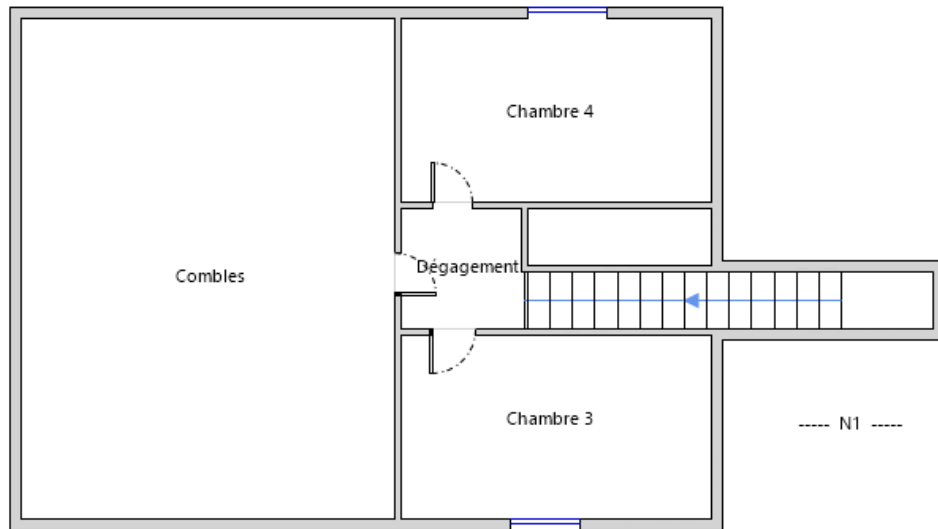 Chambre 4
Combles
Dégagement
Chambre 3
----- N1 -----